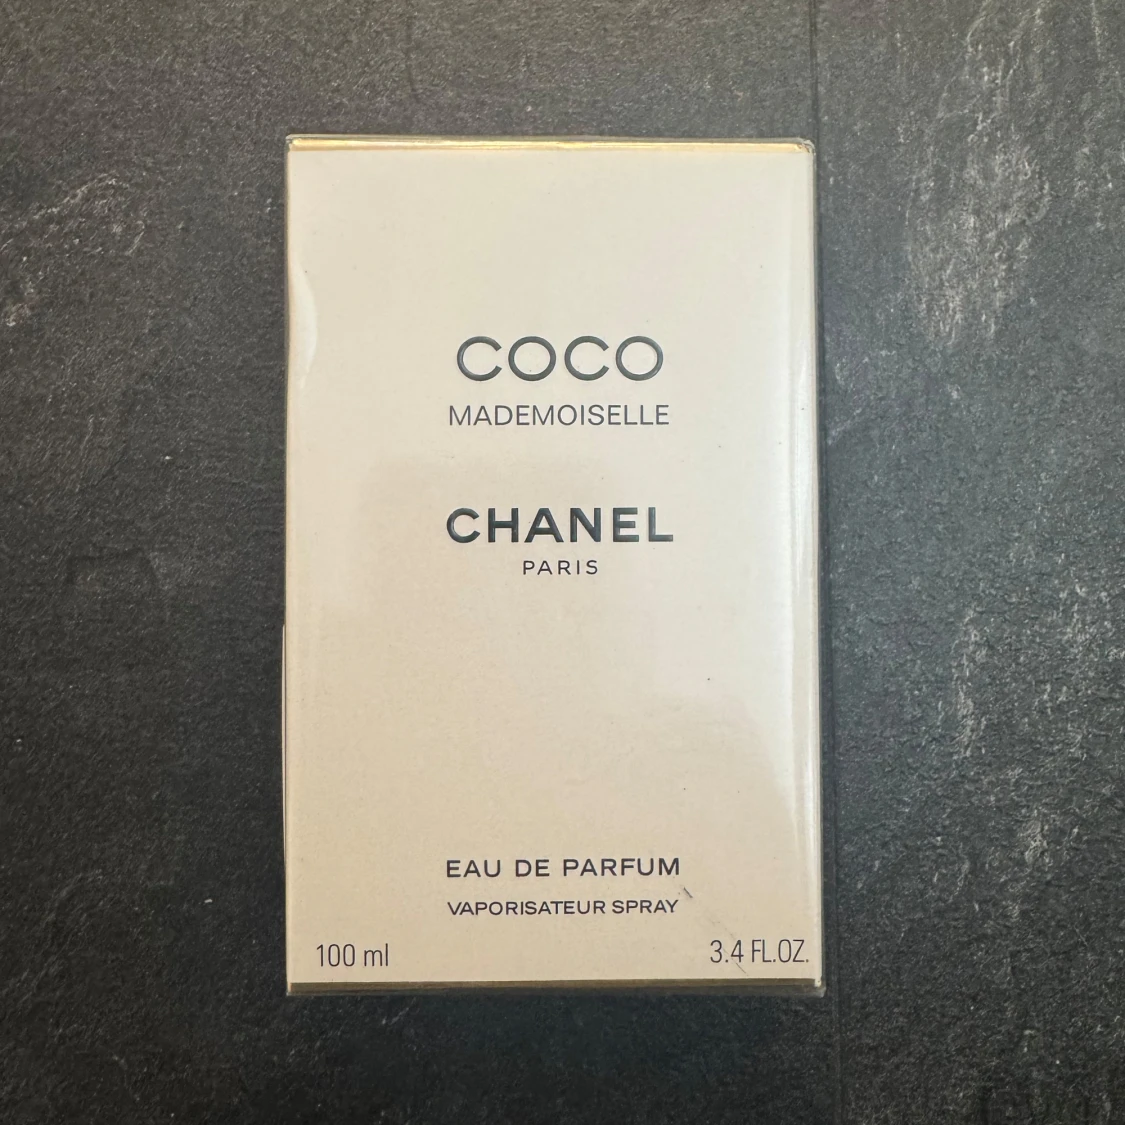 COCO
MADEMOISELLE
CHANEL
PARIS
EAU DE PARFUM
VAPORISATEUR SPRAY
100 ml 3.4 FL.OZ.